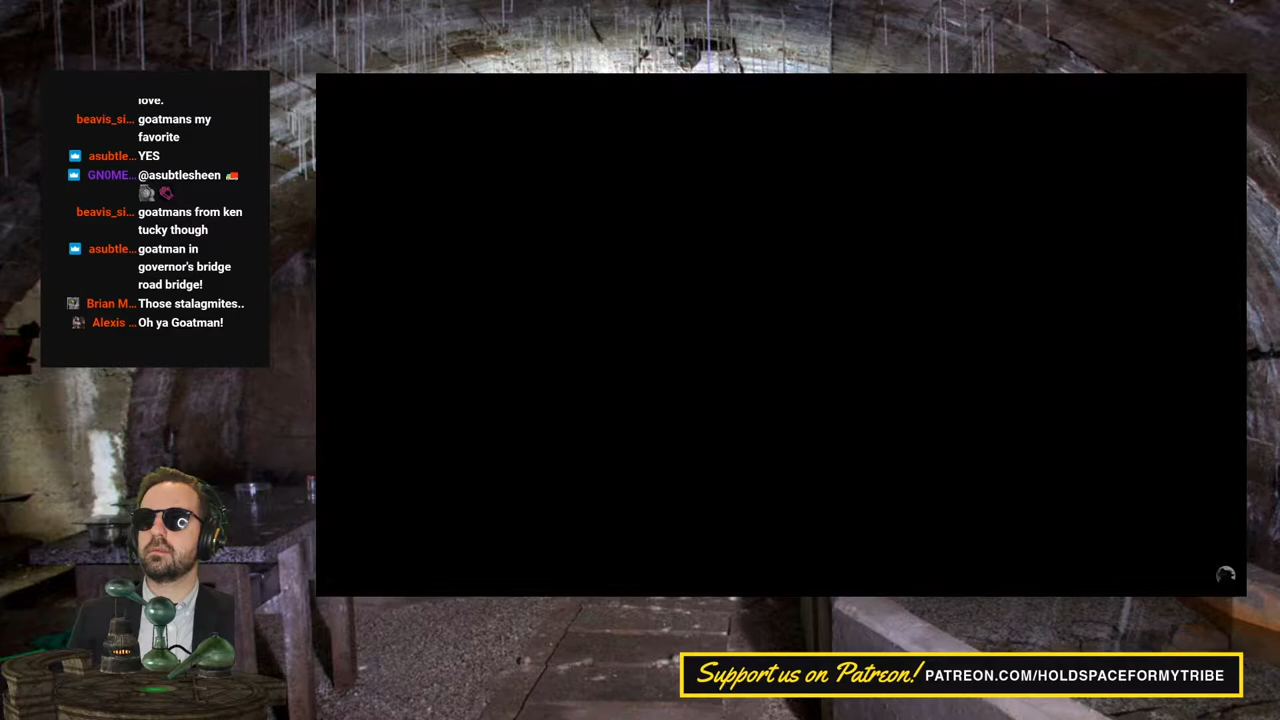 love.
beavis_si... goatmans my
favorite
asubtle... YES
GN0ME... @asubtlesheen
beavis_si... goatmans from ken
tucky though
asubtle... goatman in
governor's bridge
road bridge!
Brian M... Those stalagmites..
Alexis ... Oh ya Goatman!
Support us on Patreon! PATREON.COM/HOLDSPACEFORMYTRIBE